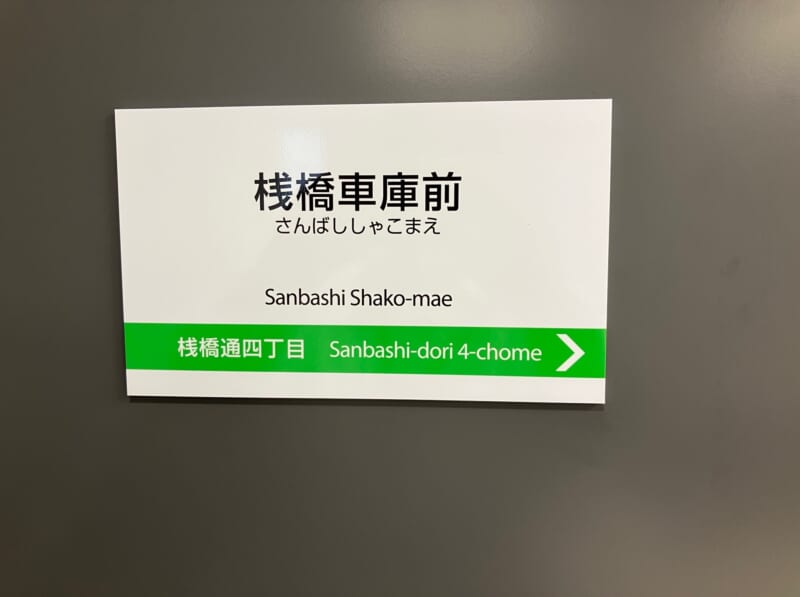 桟橋車庫前
さんばししゃこまえ
Sanbashi Shako-mae
桟橋通四丁目 Sanbashi-dori 4-chome